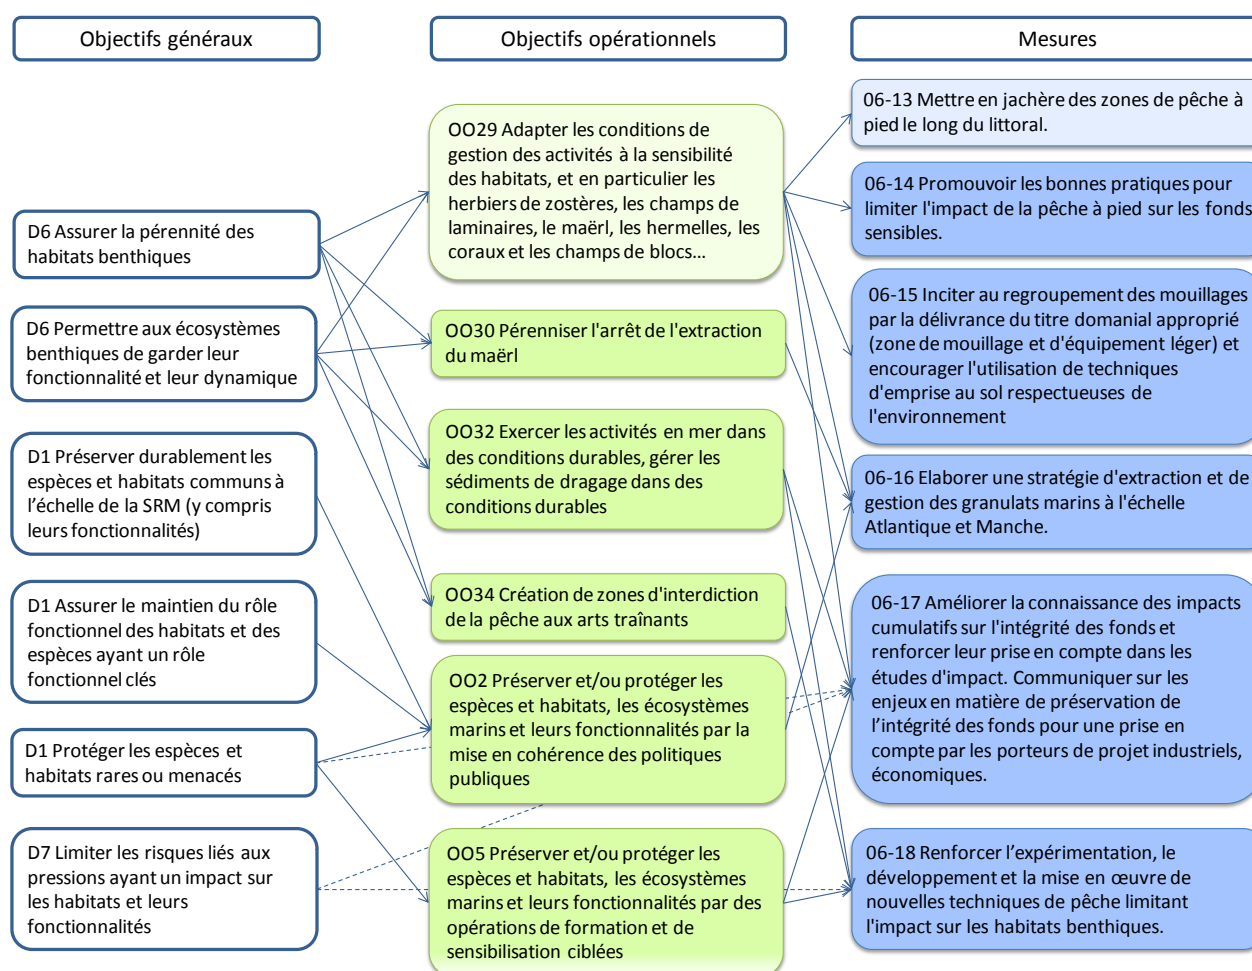 Objectifs généraux
Objectifs opérationnels
Mesures
D6 Assurer la pérennité des
habitats benthiques
D6 Permettre aux écosystèmes
benthiques de garder leur
fonctionnalité et leur dynamique
D1 Préserver durablement les
espèces et habitats communs à
l’échelle de la SRM (y compris
leurs fonctionnalités)
D1 Assurer le maintien du rôle
fonctionnel des habitats et des
espèces ayant un rôle
fonctionnel clés
D1 Protéger les espèces et
habitats rares ou menacés
D7 Limiter les risques liés aux
pressions ayant un impact sur
les habitats et leurs
fonctionnalités
OO29 Adapter les conditions de
gestion des activités à la sensibilité
des habitats, et en particulier les
herbiers de zostères, les champs de
laminaires, le maërl, les hermelles, les
coraux et les champs de blocs…
OO30 Pérenniser l'arrêt de l'extraction
du maërl
OO32 Exercer les activités en mer dans
des conditions durables, gérer les
sédiments de dragage dans des
conditions durables
OO34 Création de zones d'interdiction
de la pêche aux arts traînants
OO2 Préserver et/ou protéger les
espèces et habitats, les écosystèmes
marins et leurs fonctionnalités par la
mise en cohérence des politiques
publiques
OO5 Préserver et/ou protéger les
espèces et habitats, les écosystèmes
marins et leurs fonctionnalités par des
opérations de formation et de
sensibilisation ciblées
06-13 Mettre en jachère des zones de pêche à
pied le long du littoral.
06-14 Promouvoir les bonnes pratiques pour
limiter l'impact de la pêche à pied sur les fonds
sensibles.
06-15 Inciter au regroupement des mouillages
par la délivrance du titre domanial approprié
(zone de mouillage et d'équipement léger) et
encourager l'utilisation de techniques
d'emprise au sol respectueuses de
l'environnement
06-16 Elaborer une stratégie d'extraction et de
gestion des granulats marins à l'échelle
Atlantique et Manche.
06-17 Améliorer la connaissance des impacts
cumulatifs sur l'intégrité des fonds et
renforcer leur prise en compte dans les
études d'impact. Communiquer sur les
enjeux en matière de préservation de
l’intégrité des fonds pour une prise en
compte par les porteurs de projet industriels,
économiques.
06-18 Renforcer l’expérimentation, le
développement et la mise en œuvre de
nouvelles techniques de pêche limitant
l'impact sur les habitats benthiques.